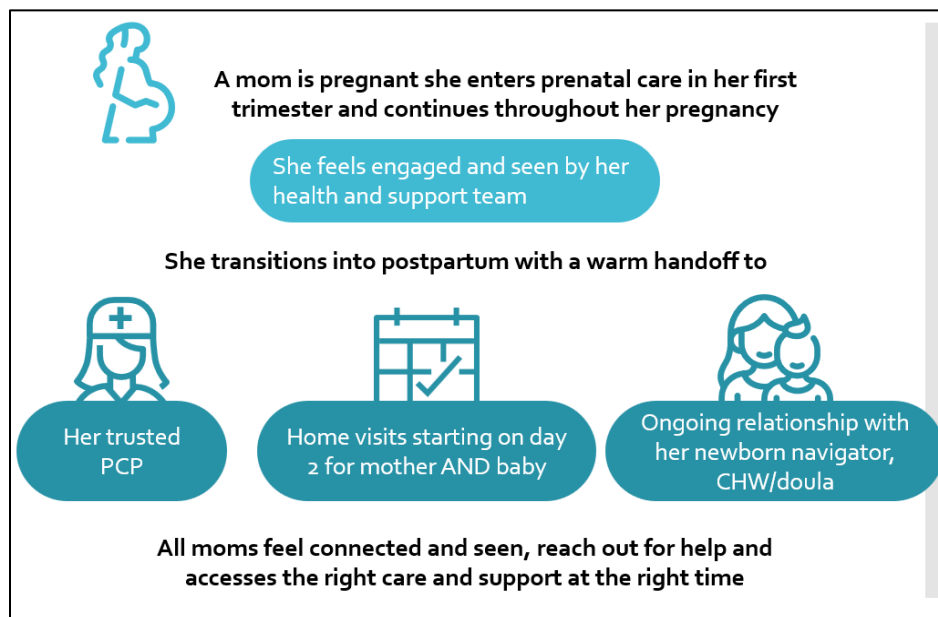 A mom is pregnant she enters prenatal care in her first
trimester and continues throughout her pregnancy
She feels engaged and seen by her
health and support team
She transitions into postpartum with a warm handoff to
Her trusted
PCP
Home visits starting on day
2 for mother AND baby
Ongoing relationship with
her newborn navigator,
CHW/doula
All moms feel connected and seen, reach out for help and
accesses the right care and support at the right time